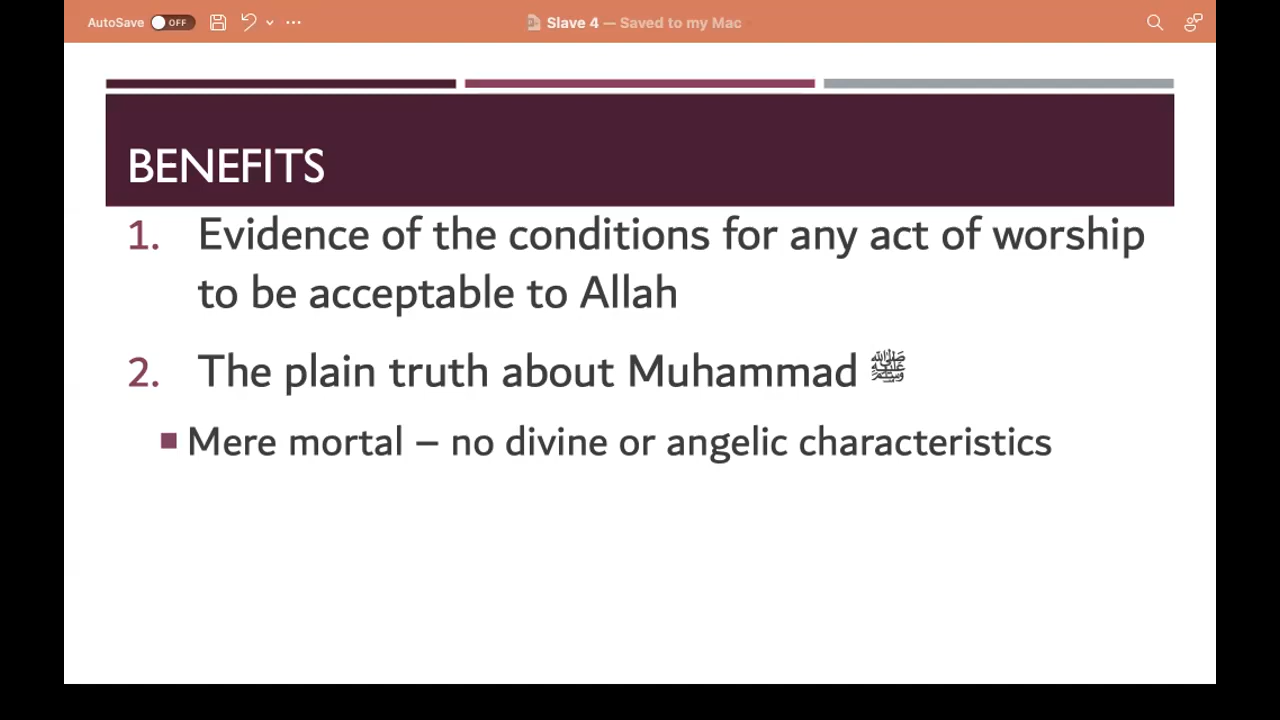 AutoSave OFF
Slave 4 — Saved to my Mac
BENEFITS
1. Evidence of the conditions for any act of worship
to be acceptable to Allah
2. The plain truth about Muhammad ﷺ
■ Mere mortal – no divine or angelic characteristics